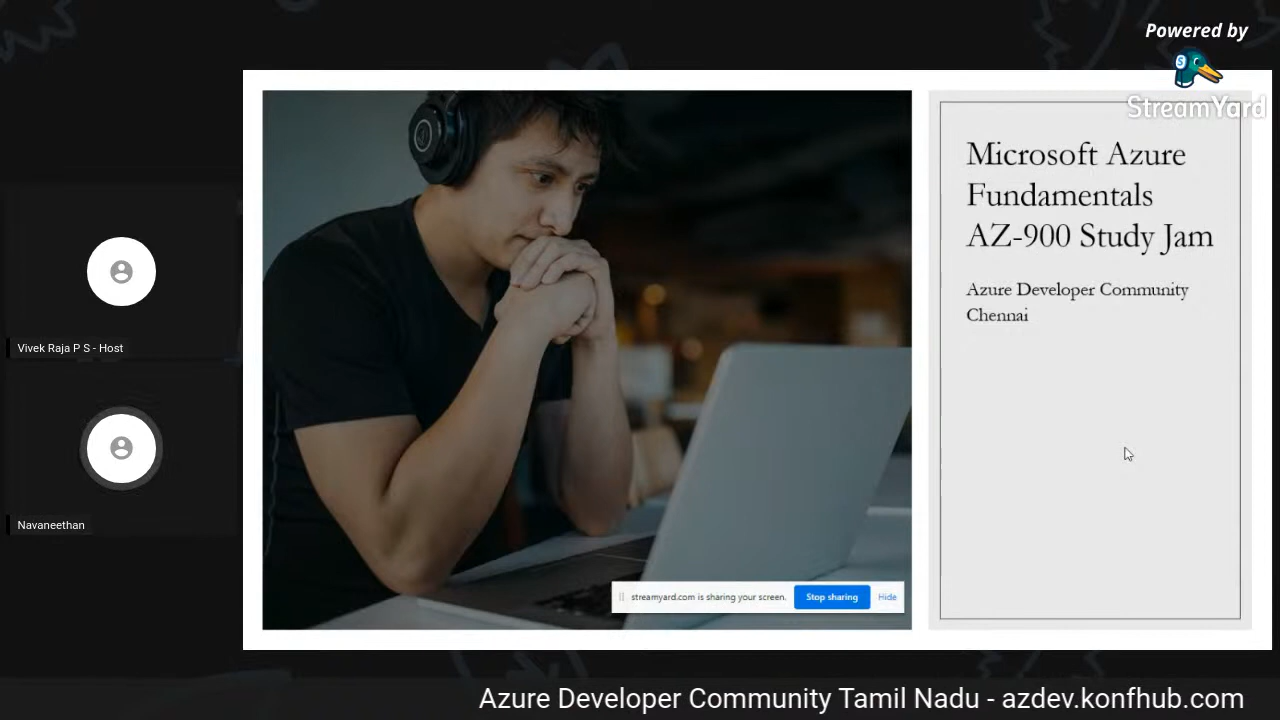 Powered by
StreamYard
Microsoft Azure
Fundamentals
AZ-900 Study Jam
Azure Developer Community
Chennai
Vivek Raja P S - Host
Navaneethan
streamyard.com is sharing your screen.
Stop sharing
Hide
Azure Developer Community Tamil Nadu - azdev.konfhub.com